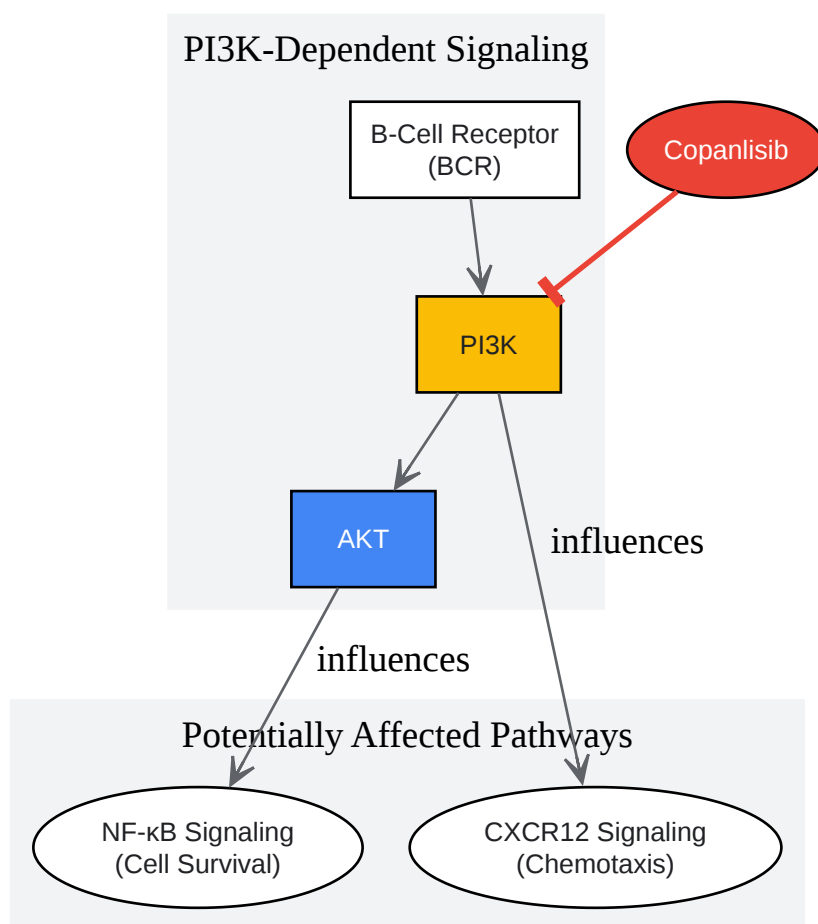 PI3K-Dependent Signaling
B-Cell Receptor
(BCR)
Copanlisib
PI3K
AKT
influences
influences
Potentially Affected Pathways
NF-κB Signaling
(Cell Survival)
CXCR12 Signaling
(Chemotaxis)